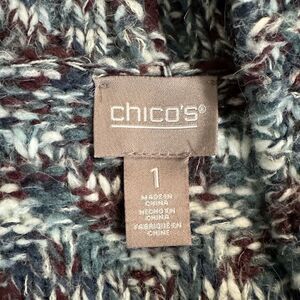 chico's®
1
MADE IN
CHINA
HECHO EN
CHINA
FABRIQUÉ EN
CHINE